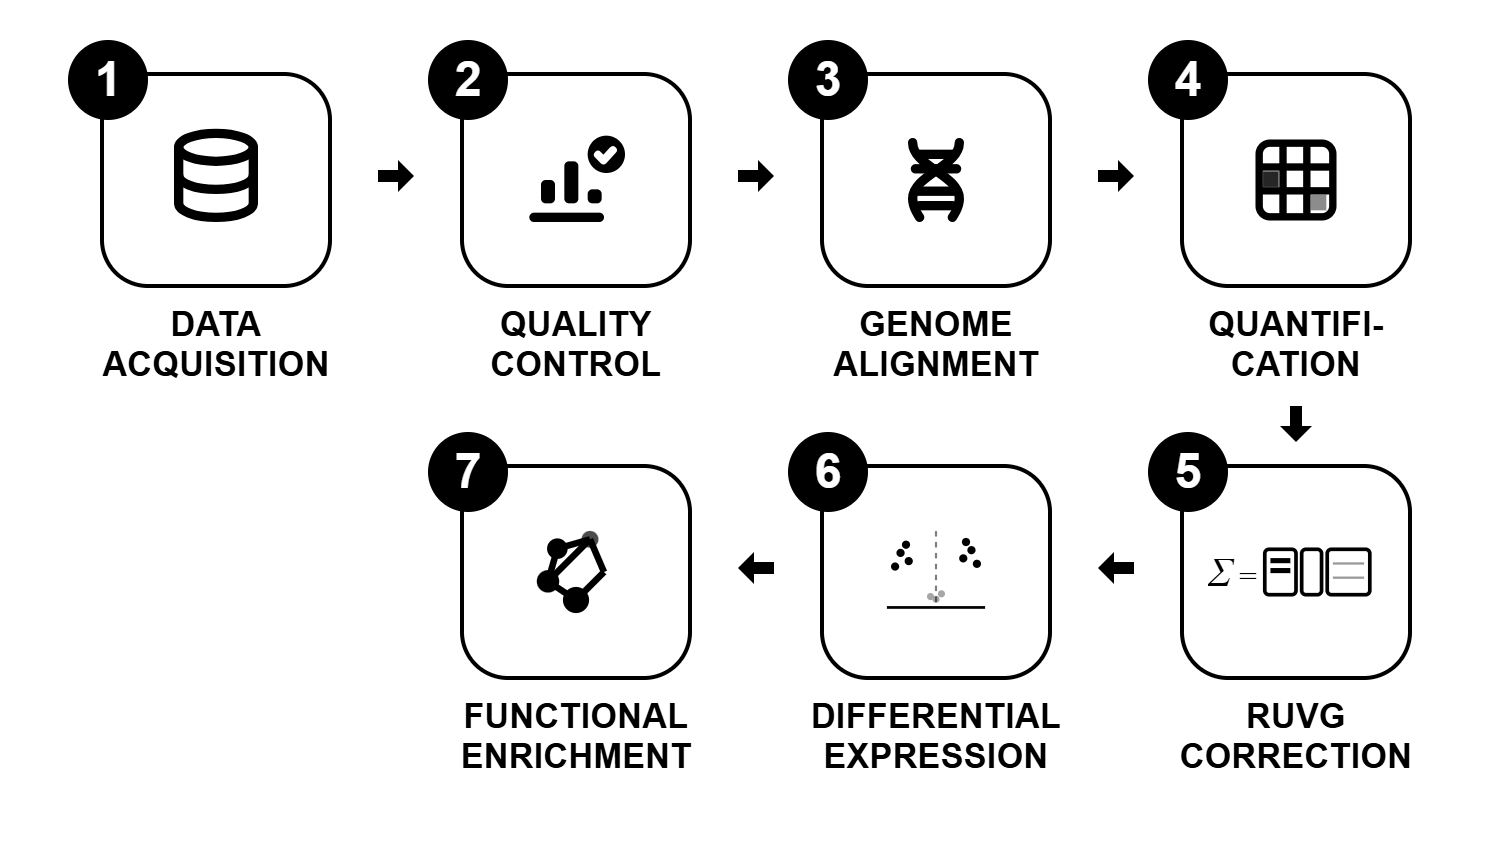 1
2
3
4
DATA
ACQUISITION
QUALITY
CONTROL
GENOME
ALIGNMENT
QUANTIFI-
CATION
7
6
5
Σ =
FUNCTIONAL
ENRICHMENT
DIFFERENTIAL
EXPRESSION
RUVG
CORRECTION